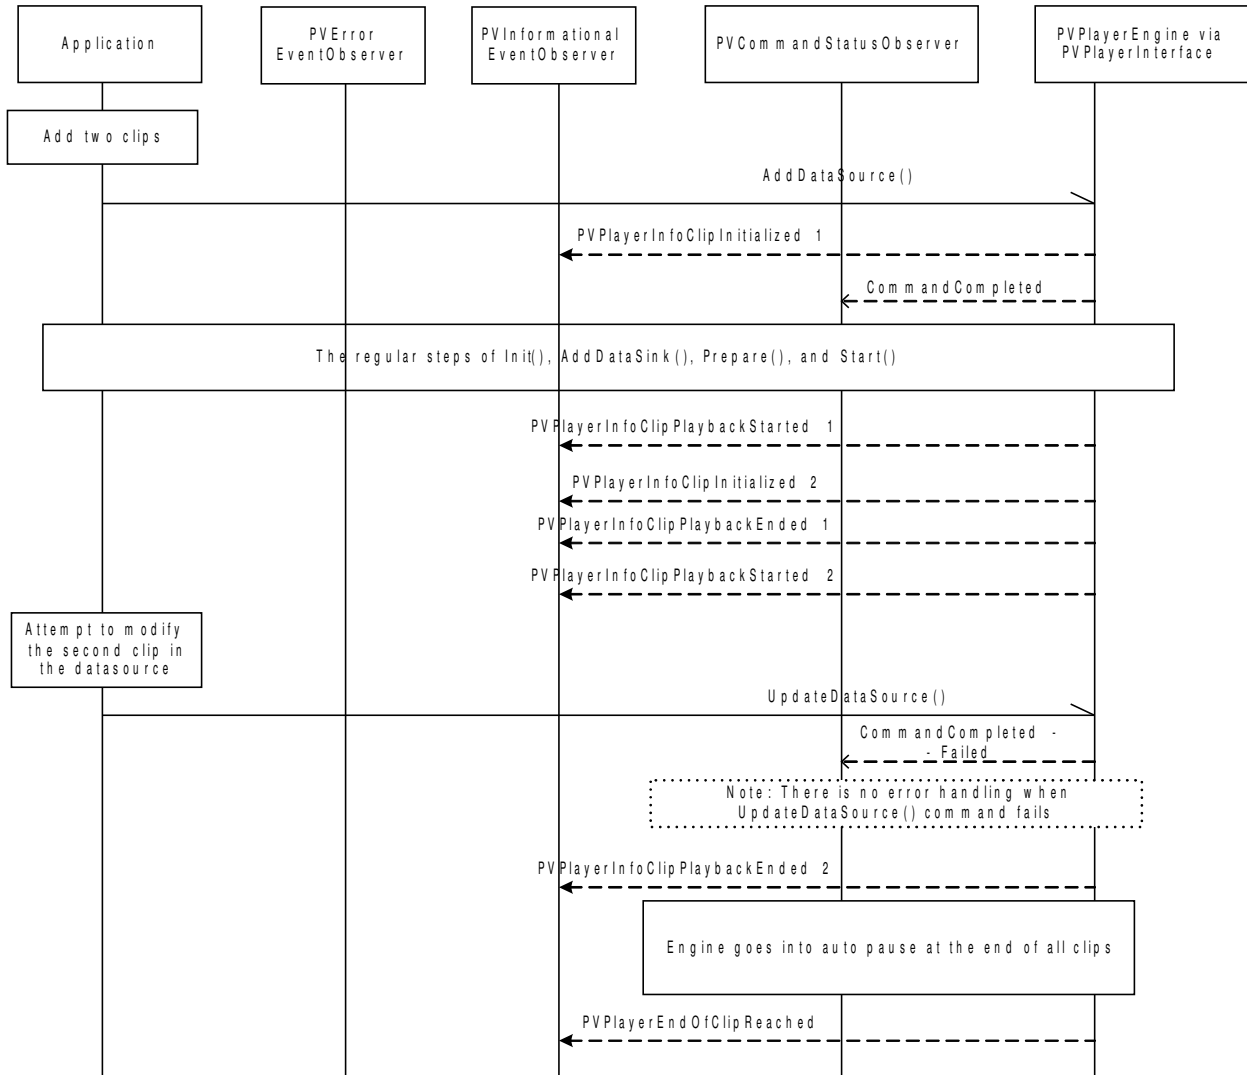 Application
PVError
EventObserver
PVInformational
EventObserver
PVCommandStatusObserver
PVPlayerEngine via
PVPlayerInterface
Add two clips
AddDataSource()
PVPlayerInfoClipInitialized 1
CommandCompleted
The regular steps of Init(), AddDataSink(), Prepare(), and Start()
PVPlayerInfoClipPlaybackStarted 1
PVPlayerInfoClipInitialized 2
PVPlayerInfoClipPlaybackEnded 1
PVPlayerInfoClipPlaybackStarted 2
Attempt to modify
the second clip in
the datasource
UpdateDataSource()
CommandCompleted -
- Failed
Note: There is no error handling when
UpdateDataSource() command fails
PVPlayerInfoClipPlaybackEnded 2
Engine goes into auto pause at the end of all clips
PVPlayerEndOfClipReached